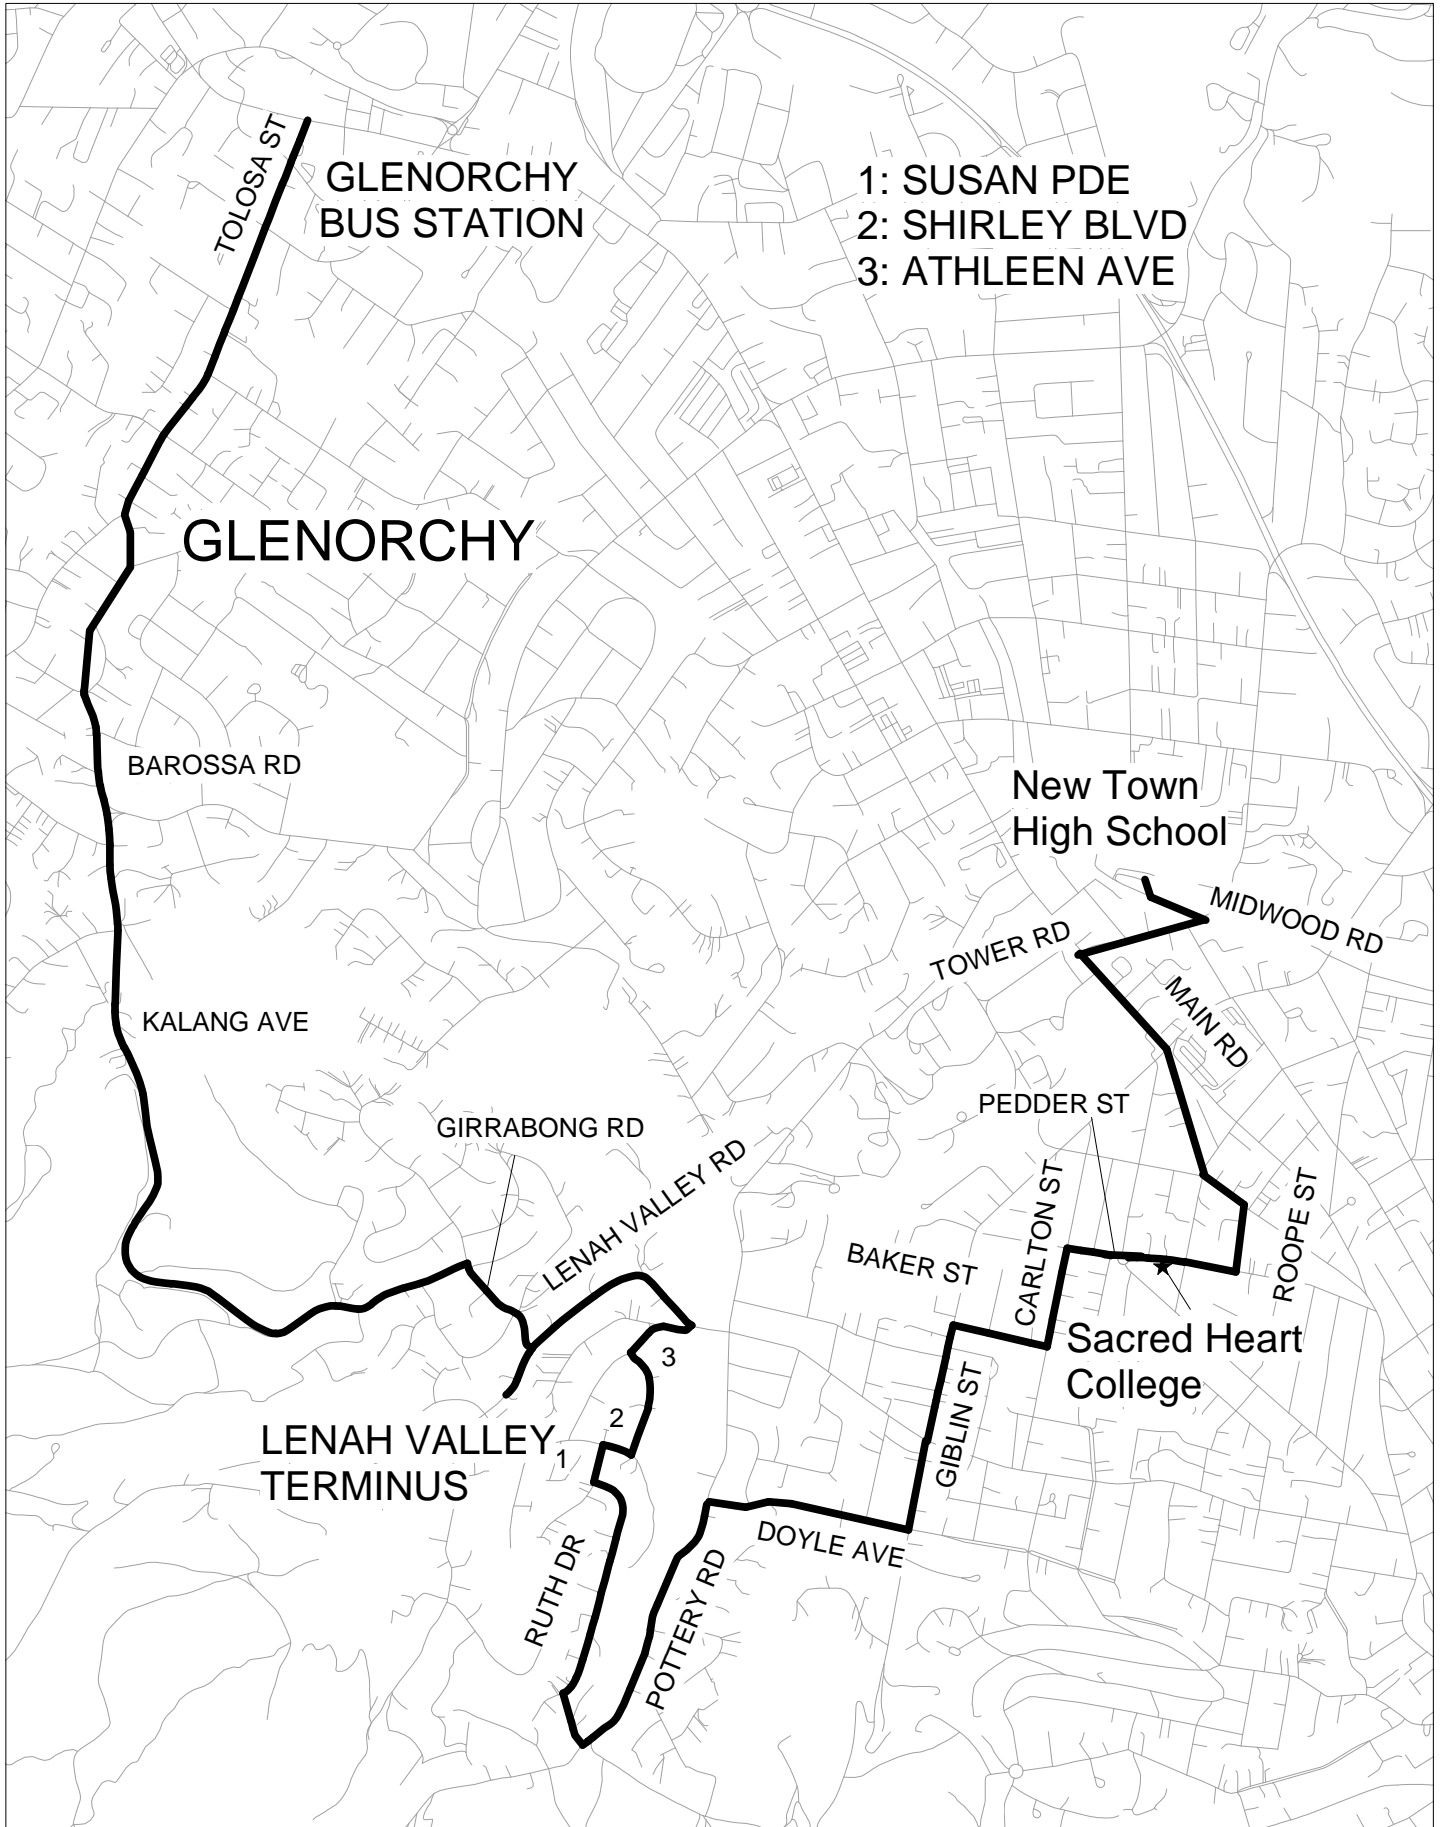 TOLOSA ST
GLENORCHY
BUS STATION
1: SUSAN PDE
2: SHIRLEY BLVD
3: ATHLEEN AVE
GLENORCHY
BAROSSA RD
New Town
High School
MIDWOOD RD
TOWER RD
MAIN RD
KALANG AVE
PEDDER ST
GIRRABONG RD
LENAH VALLEY RD
CARLTON ST
ROOPE ST
BAKER ST
Sacred Heart
College
3
GIBLIN ST
2
1
LENAH VALLEY
TERMINUS
DOYLE AVE
RUTH DR
POTTERY RD